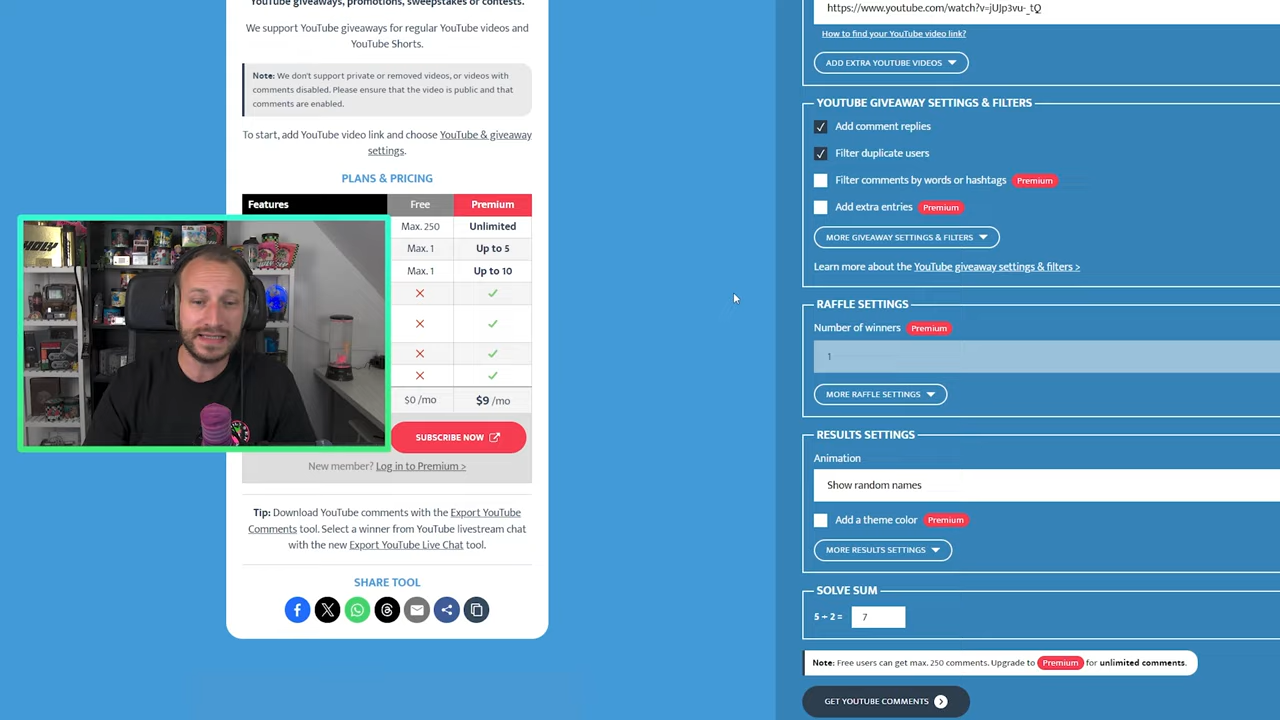 YouTube giveaways, promotions, sweepstakes or contests.
We support YouTube giveaways for regular YouTube videos and
YouTube Shorts.
Note: We don't support private or removed videos, or videos with
comments disabled. Please ensure that the video is public and that
comments are enabled.
To start, add YouTube video link and choose YouTube & giveaway
settings.
PLANS & PRICING
Features Free Premium
Max. 250 Unlimited
Max. 1 Up to 5
Max. 1 Up to 10
$0 /mo $9 /mo
SUBSCRIBE NOW
New member? Log in to Premium >
Tip: Download YouTube comments with the Export YouTube
Comments tool. Select a winner from YouTube livestream chat
with the new Export YouTube Live Chat tool.
SHARE TOOL
https://www.youtube.com/watch?v=jUJp3vu-_tQ
How to find your YouTube video link?
ADD EXTRA YOUTUBE VIDEOS
YOUTUBE GIVEAWAY SETTINGS & FILTERS
Add comment replies
Filter duplicate users
Filter comments by words or hashtags Premium
Add extra entries Premium
MORE GIVEAWAY SETTINGS & FILTERS
Learn more about the YouTube giveaway settings & filters >
RAFFLE SETTINGS
Number of winners Premium
1
MORE RAFFLE SETTINGS
RESULTS SETTINGS
Animation
Show random names
Add a theme color Premium
MORE RESULTS SETTINGS
SOLVE SUM
5 + 2 = 7
Note: Free users can get max. 250 comments. Upgrade to Premium for unlimited comments.
GET YOUTUBE COMMENTS